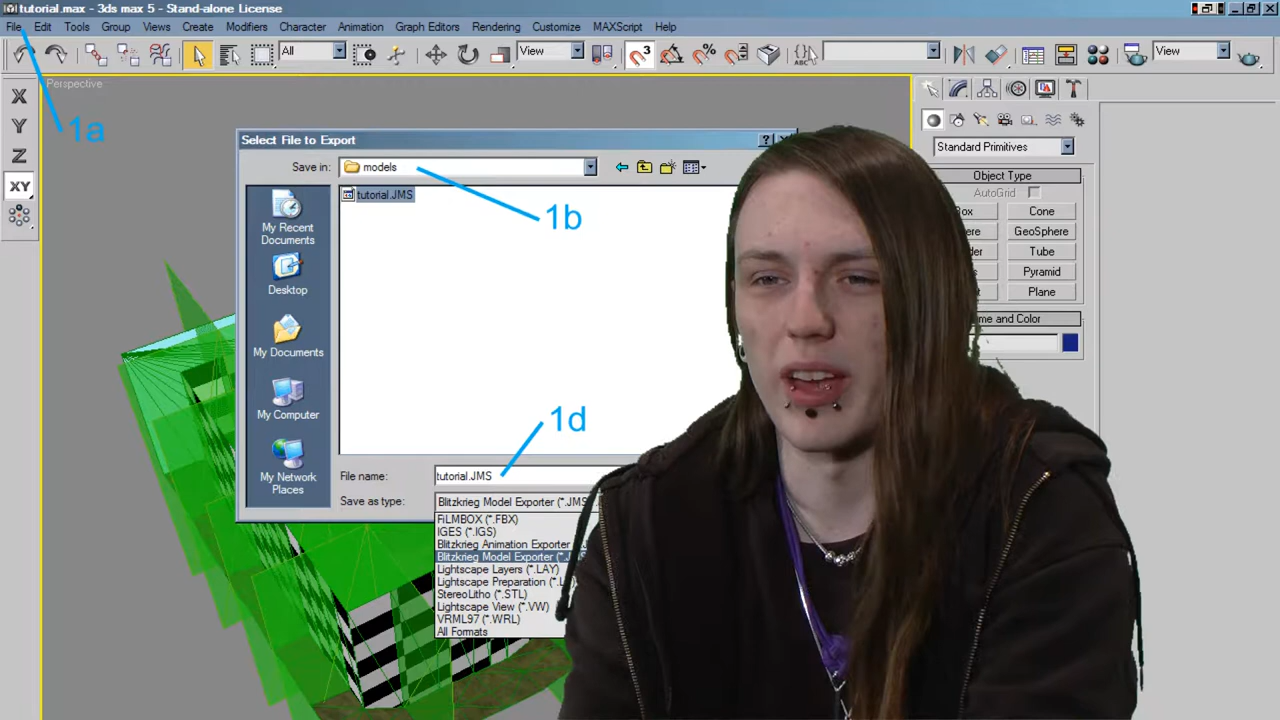 tutorial.max - 3ds max 5 - Stand-alone License
File Edit Tools Group Views Create Modifiers Character Animation Graph Editors Rendering Customize MAXScript Help
All
View
3
View
Perspective
X
Y
Z
XY
1a
Select File to Export
Save in:
models
tutorial.JMS
1b
My Recent
Documents
Desktop
My Documents
My Computer
My Network
Places
1d
File name:
tutorial.JMS
Save as type:
Blitzkrieg Model Exporter (*.JMS
FiLMBOX (*.FBX)
IGES (*.IGS)
Blitzkrieg Animation Exporter
Blitzkrieg Model Exporter
Lightscape Layers (*.LAY)
Lightscape Preparation (*.L
StereoLitho (*.STL)
Lightscape View (*.VW)
VRML97 (*.WRL)
All Formats
Standard Primitives
Object Type
AutoGrid
Cone
GeoSphere
Tube
Pyramid
Plane
and Color